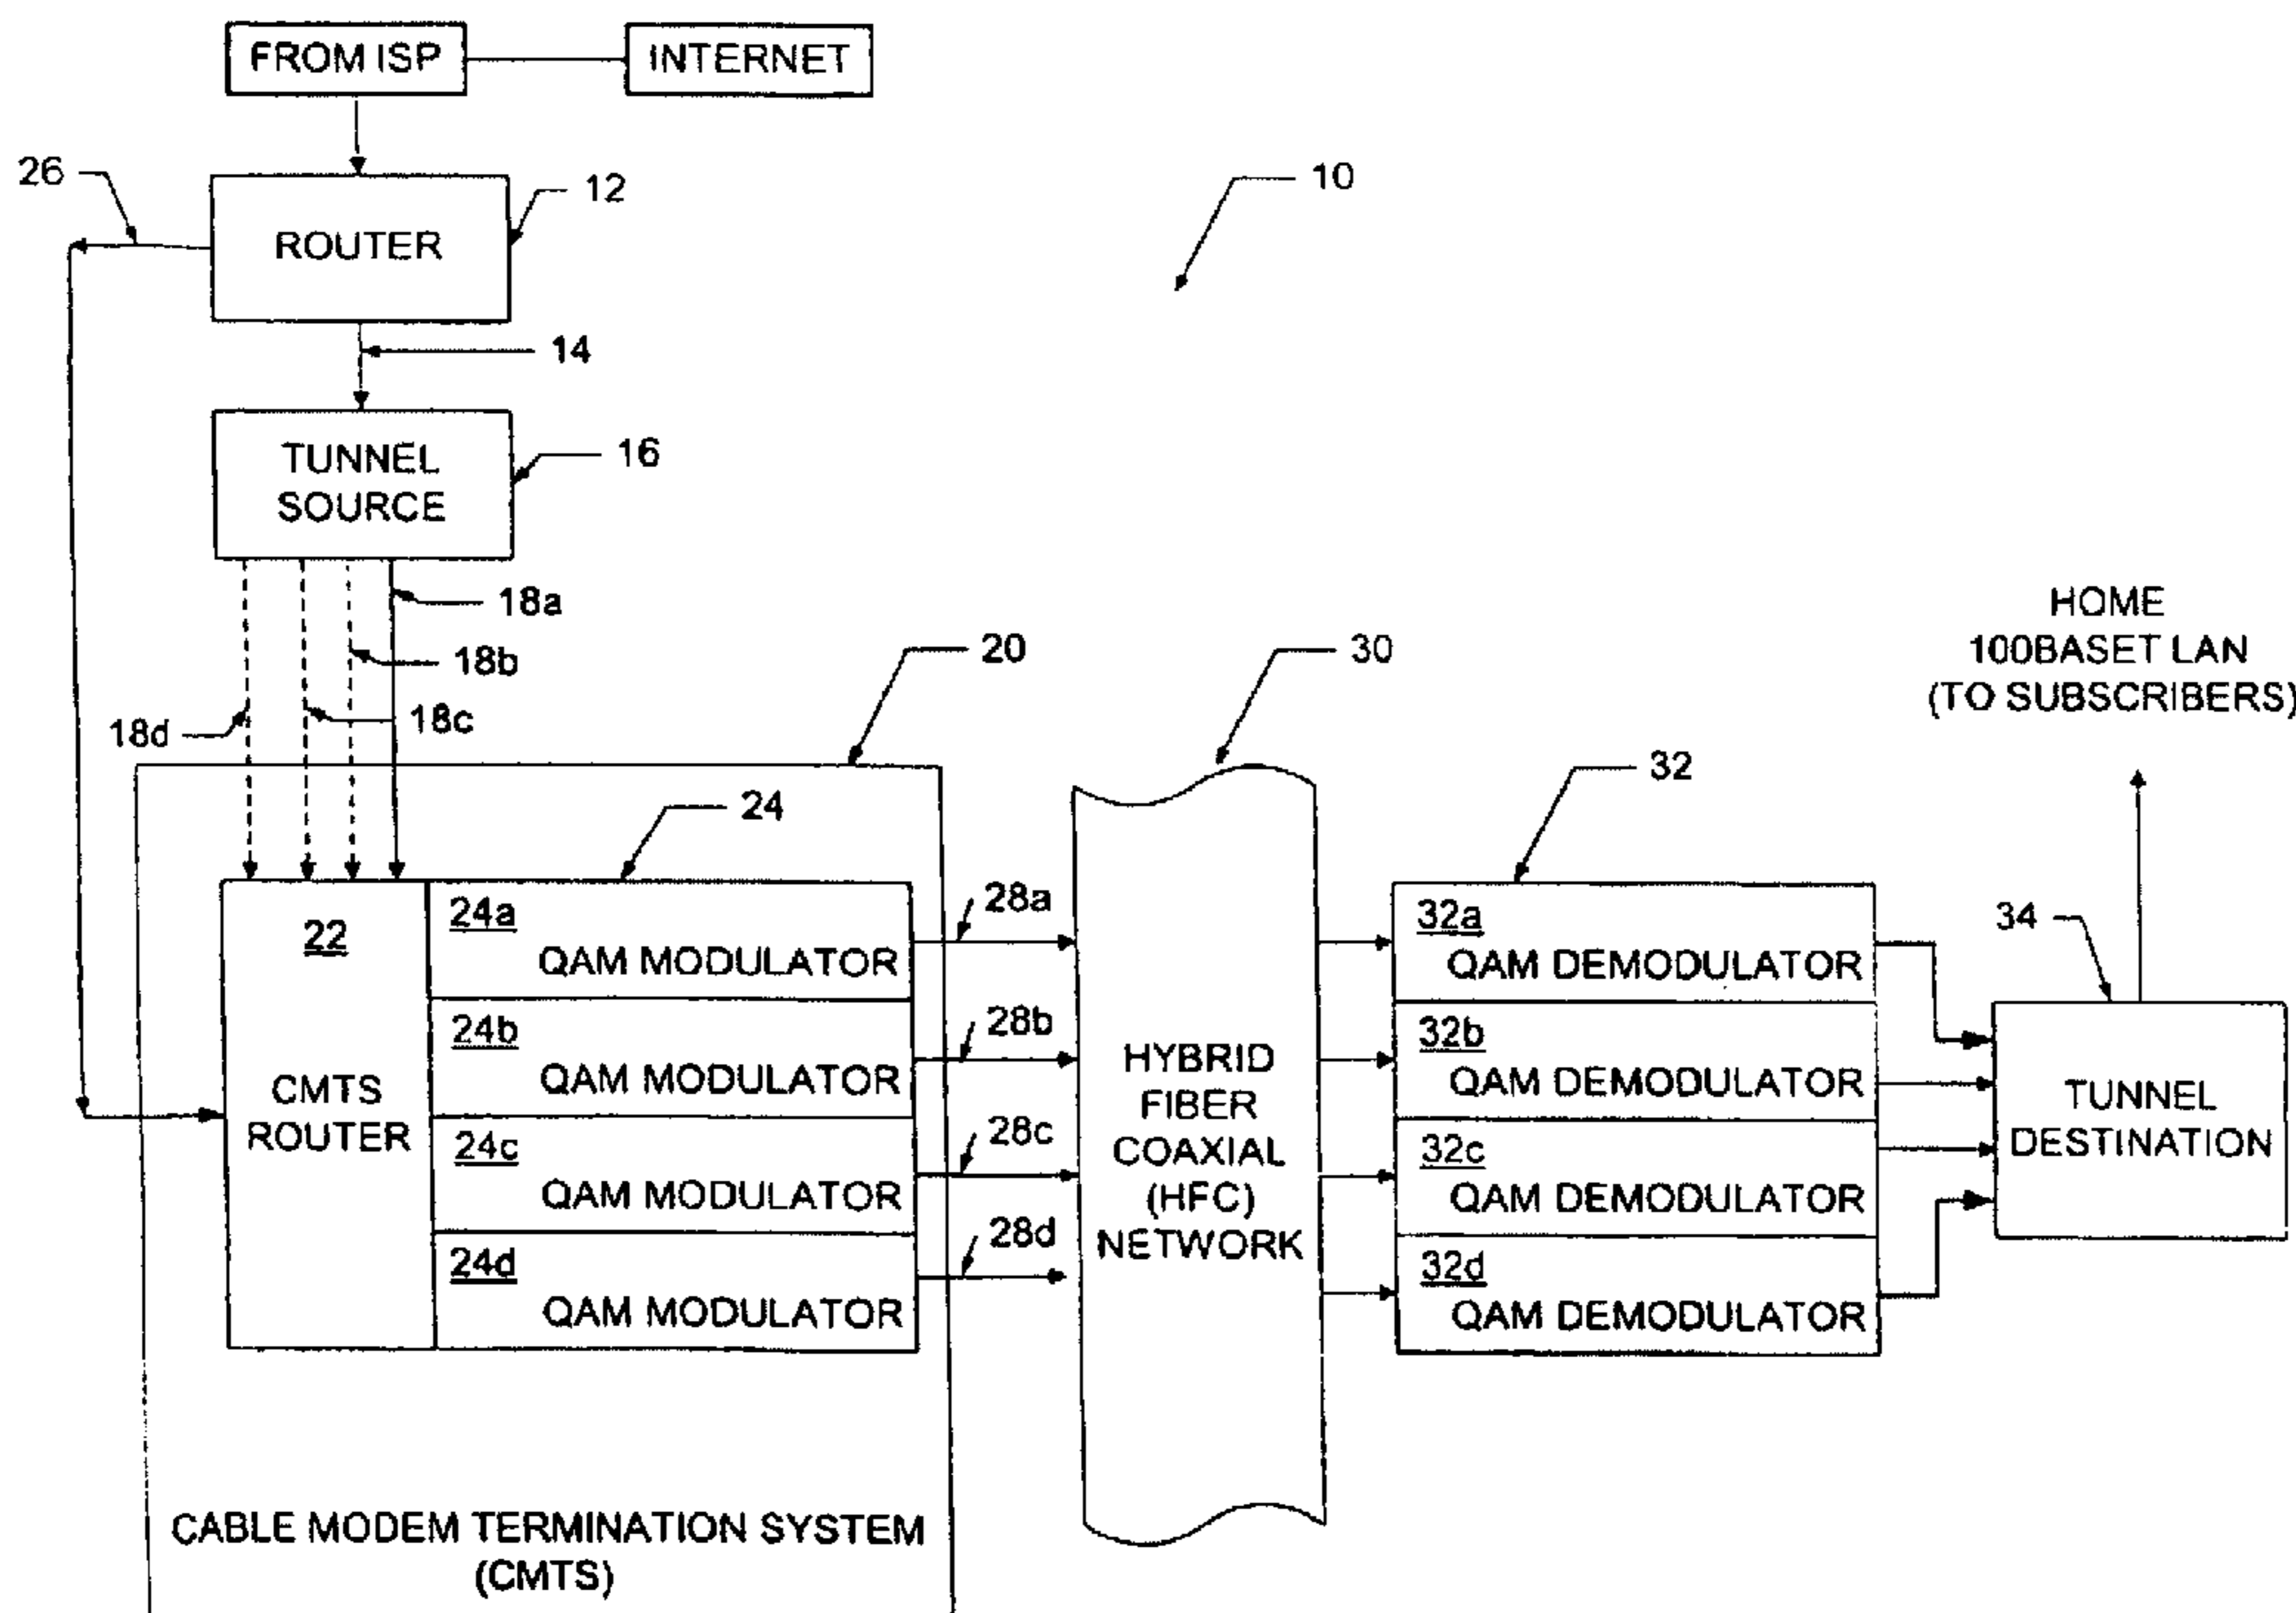 FROM ISP
INTERNET
26
12
10
ROUTER
14
TUNNEL
SOURCE
16
18a
18b
18c
18d
20
30
HOME
100BASET LAN
(TO SUBSCRIBERS)
24
32
34
22
CMTS
ROUTER
24a
QAM MODULATOR
24b
QAM MODULATOR
24c
QAM MODULATOR
24d
QAM MODULATOR
28a
28b
28c
28d
HYBRID
FIBER
COAXIAL
(HFC)
NETWORK
32a
QAM DEMODULATOR
32b
QAM DEMODULATOR
32c
QAM DEMODULATOR
32d
QAM DEMODULATOR
TUNNEL
DESTINATION
CABLE MODEM TERMINATION SYSTEM
(CMTS)